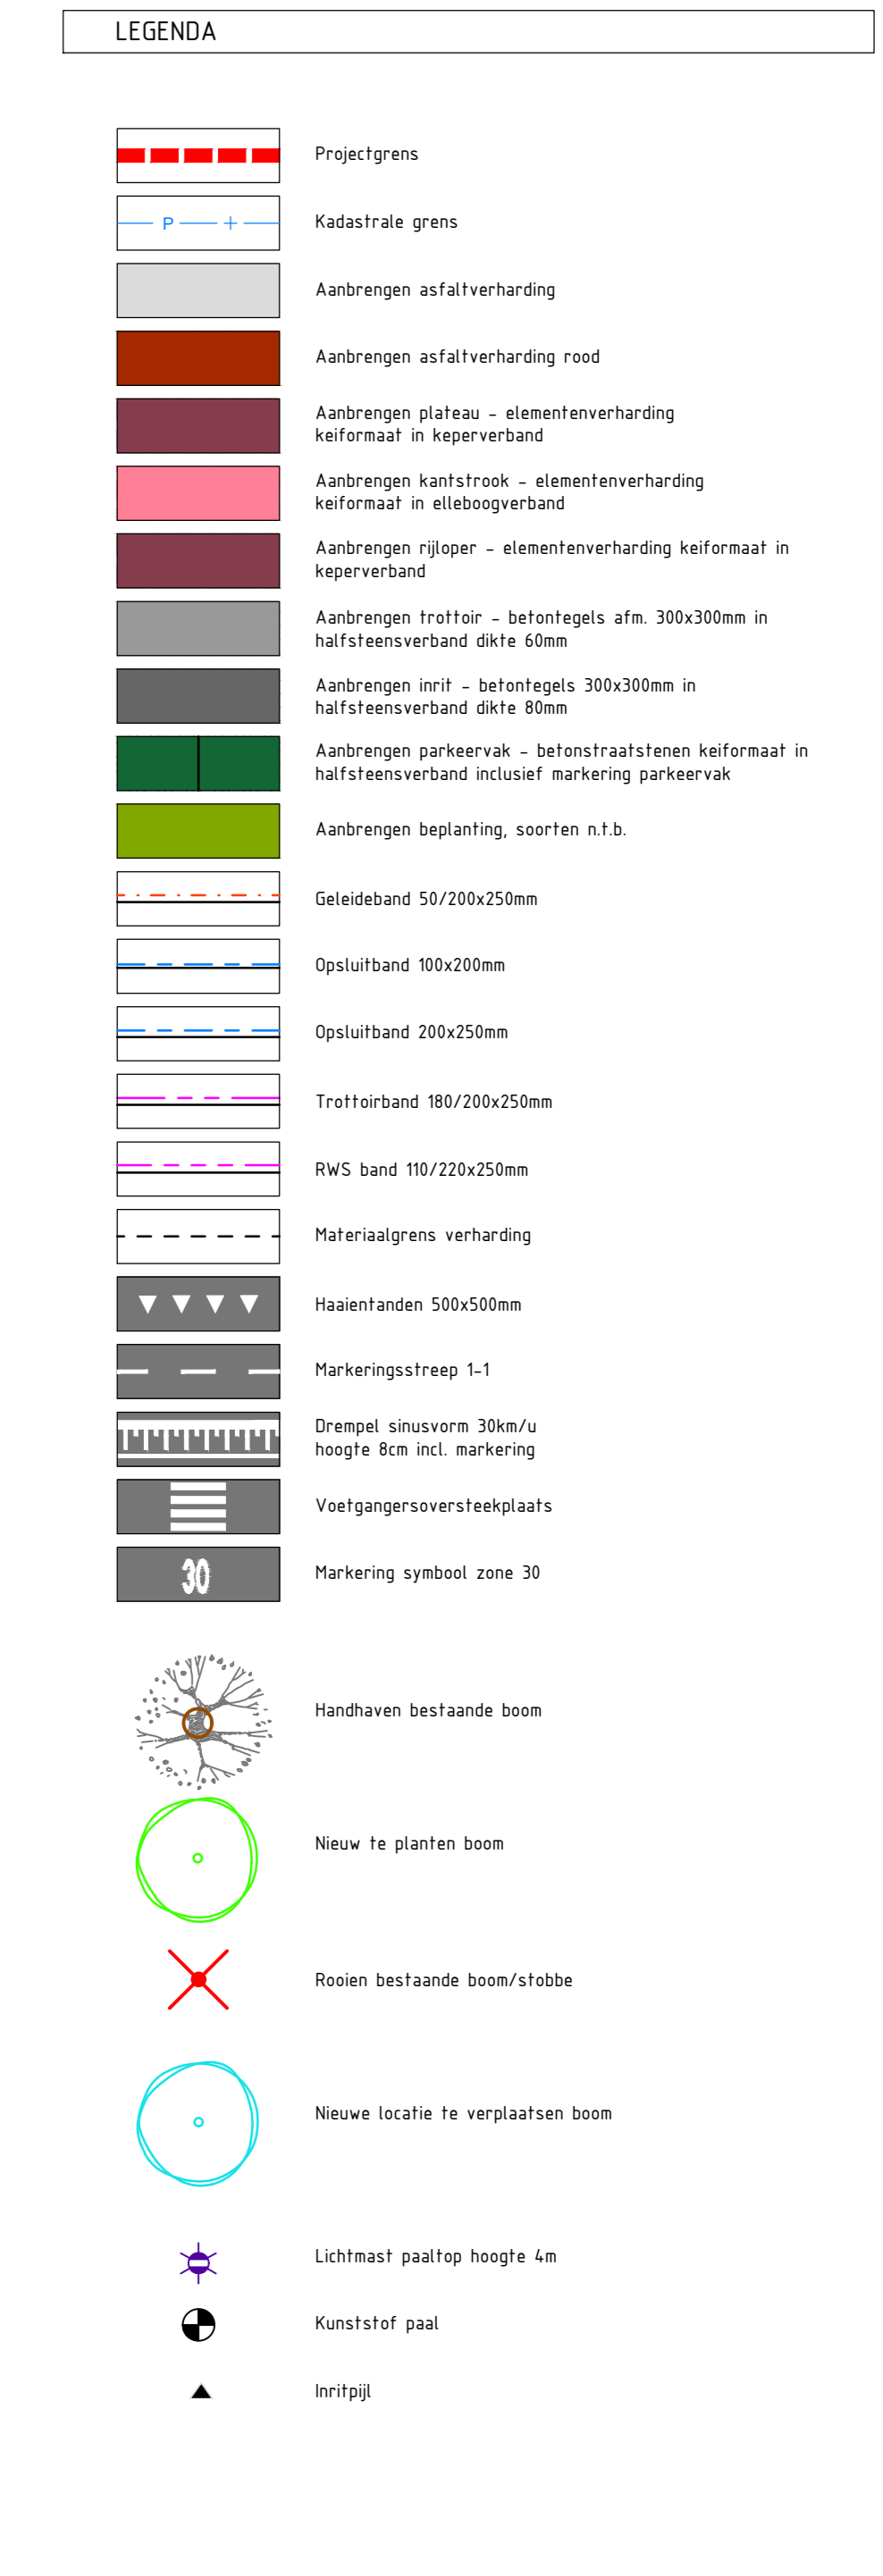 LEGENDA
Projectgrens
P
Kadastrale grens
Aanbrengen asfaltverharding
Aanbrengen asfaltverharding rood
Aanbrengen plateau - elementenverharding
keiformaat in keperverband
Aanbrengen kantstrook - elementenverharding
keiformaat in elleboogverband
Aanbrengen rijloper - elementenverharding keiformaat in
keperverband
Aanbrengen trottoir - betontegels afm. 300x300mm in
halfsteensverband dikte 60mm
Aanbrengen inrit - betontegels 300x300mm in
halfsteensverband dikte 80mm
Aanbrengen parkeervak - betonstraatstenen keiformaat in
halfsteensverband inclusief markering parkeervak
Aanbrengen beplanting, soorten n.t.b.
Geleideband 50/200x250mm
Opsluitband 100x200mm
Opsluitband 200x250mm
Trottoirband 180/200x250mm
RWS band 110/220x250mm
Materiaalgrens verharding
Haaientanden 500x500mm
Markeringsstreep 1-1
Drempel sinusvorm 30km/u
hoogte 8cm incl. markering
Voetgangersoversteekplaats
30
Markering symbool zone 30
Handhaven bestaande boom
Nieuw te planten boom
Rooien bestaande boom/stobbe
Nieuwe locatie te verplaatsen boom
Lichtmast paaltop hoogte 4m
Kunststof paal
Inritpijl